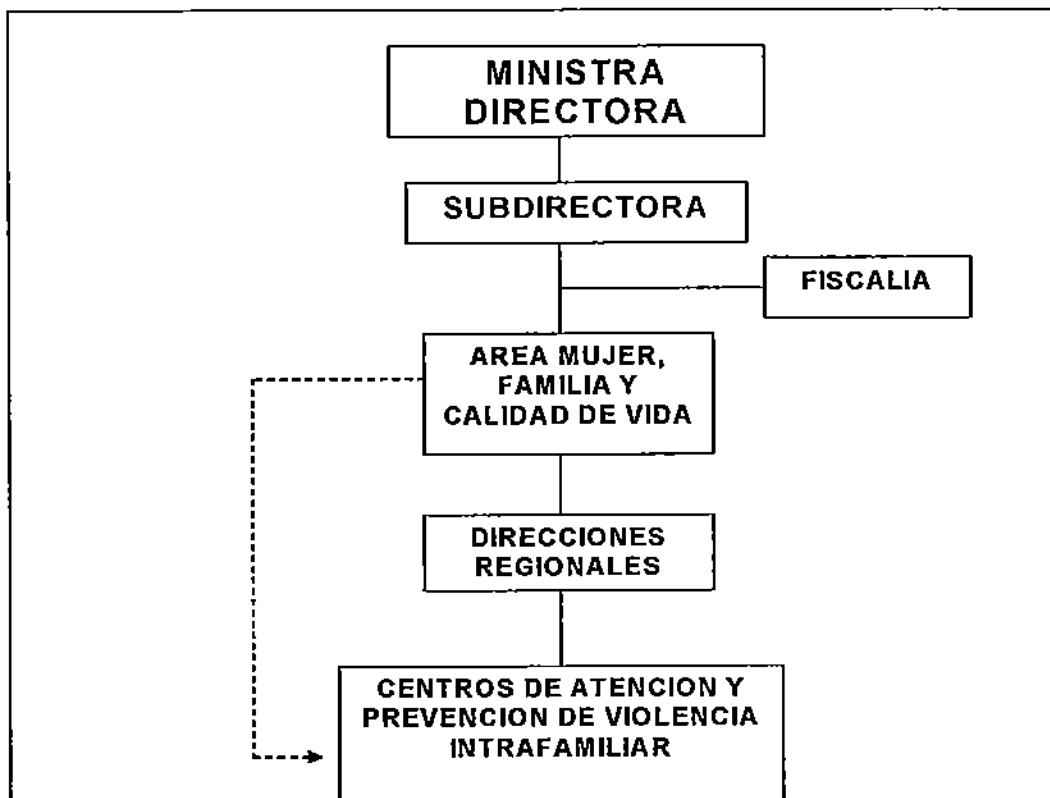 MINISTRA
DIRECTORA
SUBDIRECTORA
FISCALIA
AREA MUJER,
FAMILIA Y
CALIDAD DE VIDA
DIRECCIONES
REGIONALES
CENTROS DE ATENCION Y
PREVENCION DE VIOLENCIA
INTRAFAMILIAR